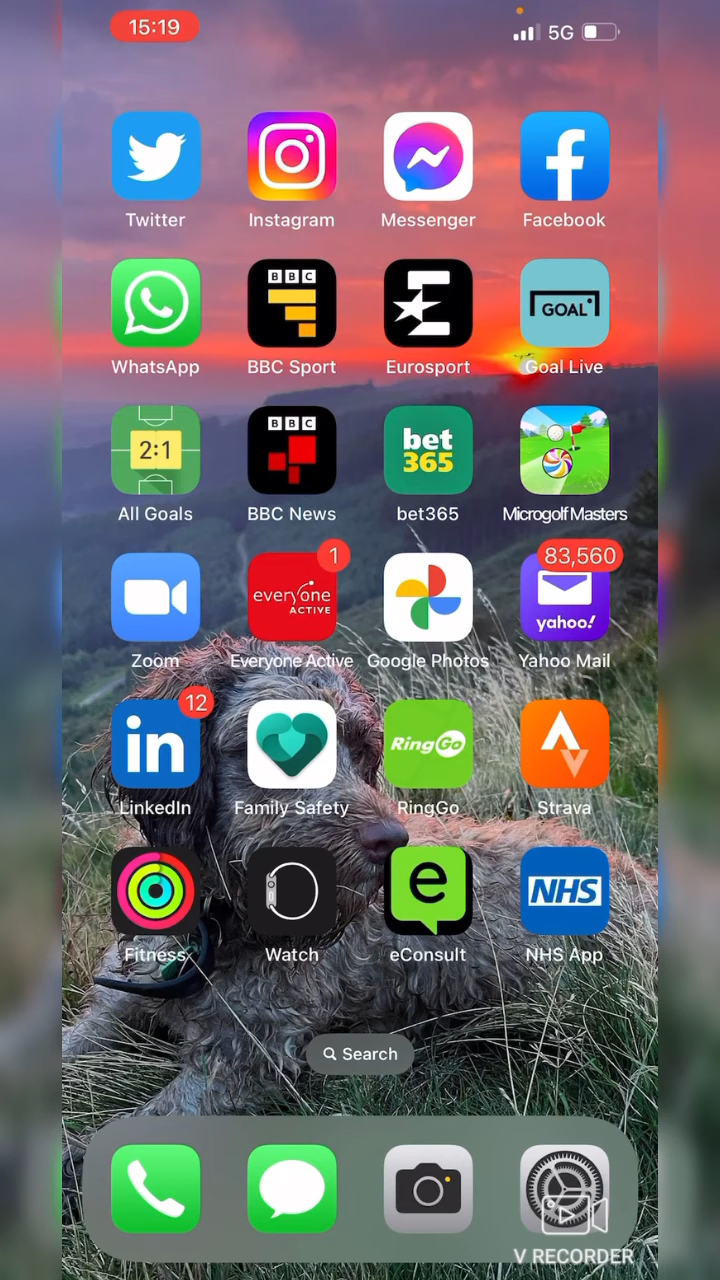 15:19
5G
Twitter
Instagram
Messenger
Facebook
BBC
GOAL
WhatsApp
BBC Sport
Eurosport
Goal Live
2:1
BBC
bet
365
All Goals
BBC News
bet365
Microgolf Masters
1
83,560
everyone
ACTIVE
yahoo!
Zoom
Everyone Active
Google Photos
Yahoo Mail
12
in
RingGo
LinkedIn
Family Safety
RingGo
Strava
e
NHS
Fitness
Watch
eConsult
NHS App
Search
V RECORDER